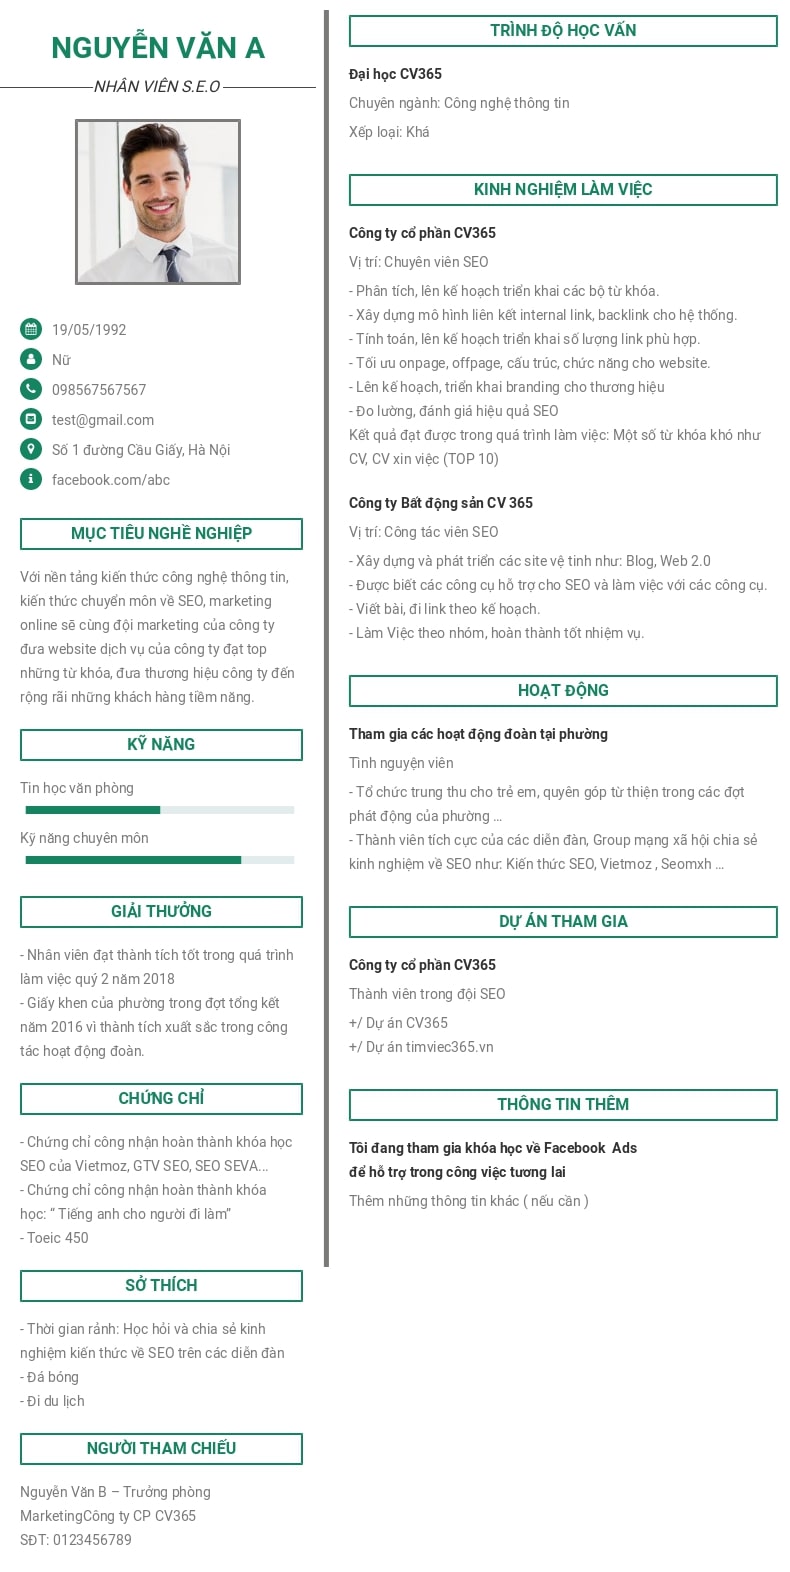 NGUYỄN VĂN A
NHÂN VIÊN S.E.O
19/05/1992
Nữ
098567567567
test@gmail.com
Số 1 đường Cầu Giấy, Hà Nội
facebook.com/abc
MỤC TIÊU NGHỀ NGHIỆP
Với nền tảng kiến thức công nghệ thông tin,
kiến thức chuyển môn về SEO, marketing
online sẽ cùng đội marketing của công ty
đưa website dịch vụ của công ty đạt top
những từ khóa, đưa thương hiệu công ty đến
rộng rãi những khách hàng tiềm năng.
KỸ NĂNG
Tin học văn phòng
Kỹ năng chuyên môn
GIẢI THƯỞNG
- Nhân viên đạt thành tích tốt trong quá trình
làm việc quý 2 năm 2018
- Giấy khen của phường trong đợt tổng kết
năm 2016 vì thành tích xuất sắc trong công
tác hoạt động đoàn.
CHỨNG CHỈ
- Chứng chỉ công nhận hoàn thành khóa học
SEO của Vietmoz, GTV SEO, SEO SEVA...
- Chứng chỉ công nhận hoàn thành khóa
học: “ Tiếng anh cho người đi làm”
- Toeic 450
SỞ THÍCH
- Thời gian rảnh: Học hỏi và chia sẻ kinh
nghiệm kiến thức về SEO trên các diễn đàn
- Đá bóng
- Đi du lịch
NGƯỜI THAM CHIẾU
Nguyễn Văn B – Trưởng phòng
MarketingCông ty CP CV365
SĐT: 0123456789
TRÌNH ĐỘ HỌC VẤN
Đại học CV365
Chuyên ngành: Công nghệ thông tin
Xếp loại: Khá
KINH NGHIỆM LÀM VIỆC
Công ty cổ phần CV365
Vị trí: Chuyên viên SEO
- Phân tích, lên kế hoạch triển khai các bộ từ khóa.
- Xây dựng mô hình liên kết internal link, backlink cho hệ thống.
- Tính toán, lên kế hoạch triển khai số lượng link phù hợp.
- Tối ưu onpage, offpage, cấu trúc, chức năng cho website.
- Lên kế hoạch, triển khai branding cho thương hiệu
- Đo lường, đánh giá hiệu quả SEO
Kết quả đạt được trong quá trình làm việc: Một số từ khóa khó như
CV, CV xin việc (TOP 10)
Công ty Bất động sản CV 365
Vị trí: Công tác viên SEO
- Xây dựng và phát triển các site vệ tinh như: Blog, Web 2.0
- Được biết các công cụ hỗ trợ cho SEO và làm việc với các công cụ.
- Viết bài, đi link theo kế hoạch.
- Làm Việc theo nhóm, hoàn thành tốt nhiệm vụ.
HOẠT ĐỘNG
Tham gia các hoạt động đoàn tại phường
Tình nguyện viên
- Tổ chức trung thu cho trẻ em, quyên góp từ thiện trong các đợt
phát động của phường ...
- Thành viên tích cực của các diễn đàn, Group mạng xã hội chia sẻ
kinh nghiệm về SEO như: Kiến thức SEO, Vietmoz , Seomxh ...
DỰ ÁN THAM GIA
Công ty cổ phần CV365
Thành viên trong đội SEO
+/ Dự án CV365
+/ Dự án timviec365.vn
THÔNG TIN THÊM
Tôi đang tham gia khóa học về Facebook Ads
để hỗ trợ trong công việc tương lai
Thêm những thông tin khác ( nếu cần )